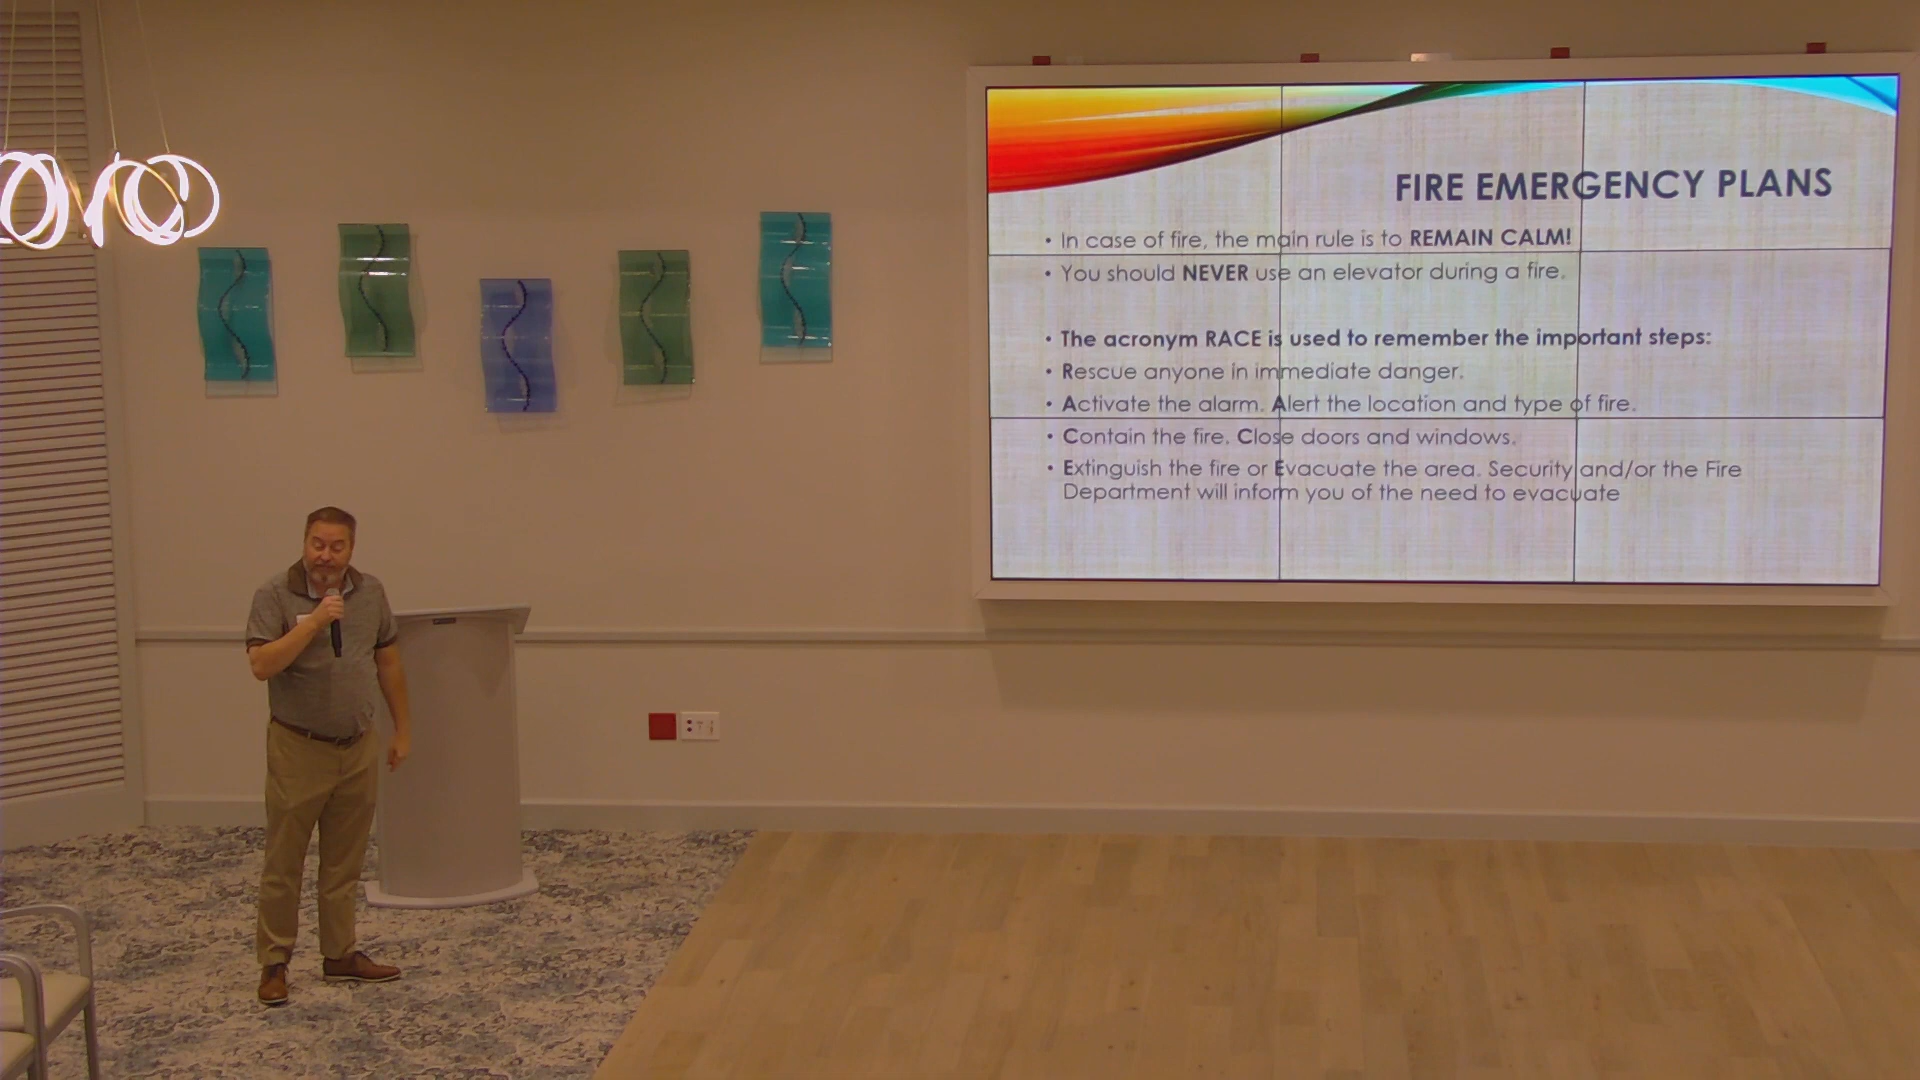 FIRE EMERGENCY PLANS
• In case of fire, the main rule is to REMAIN CALM!
• You should NEVER use an elevator during a fire.
• The acronym RACE is used to remember the important steps:
• Rescue anyone in immediate danger.
• Activate the alarm. Alert the location and type of fire.
• Contain the fire. Close doors and windows.
• Extinguish the fire or Evacuate the area. Security and/or the Fire
Department will inform you of the need to evacuate